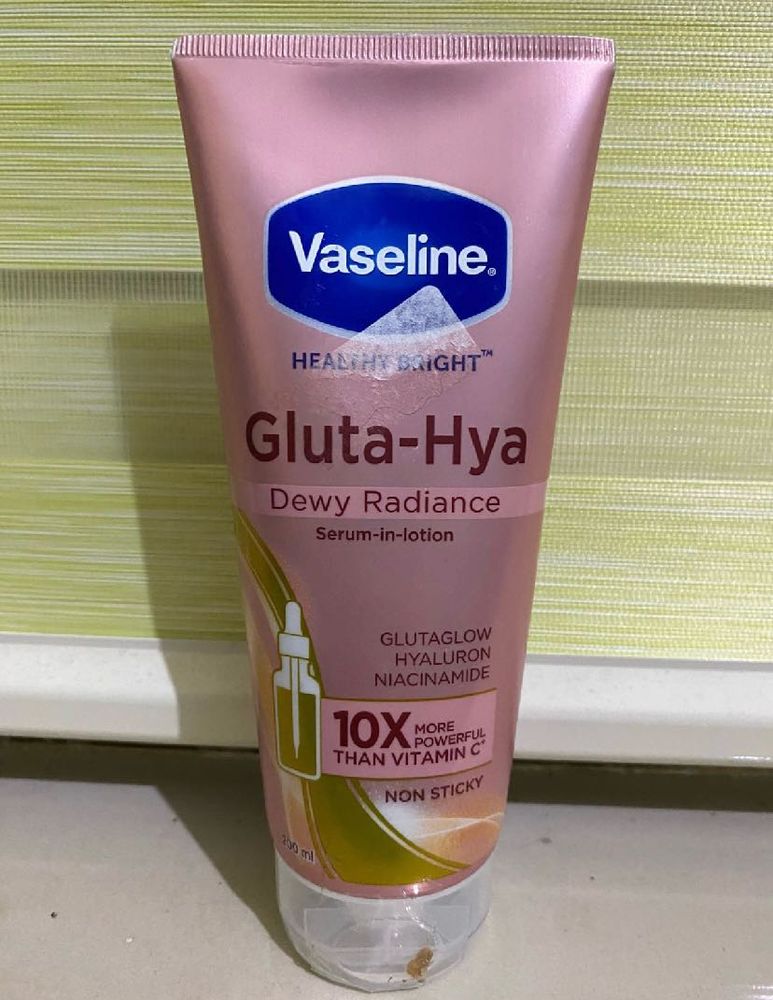 Vaseline®
HEALTHY BRIGHT™
Gluta-Hya
Dewy Radiance
Serum-in-lotion
GLUTAGLOW
HYALURON
NIACINAMIDE
10X MORE
POWERFUL
THAN VITAMIN C*
NON STICKY
200 ml